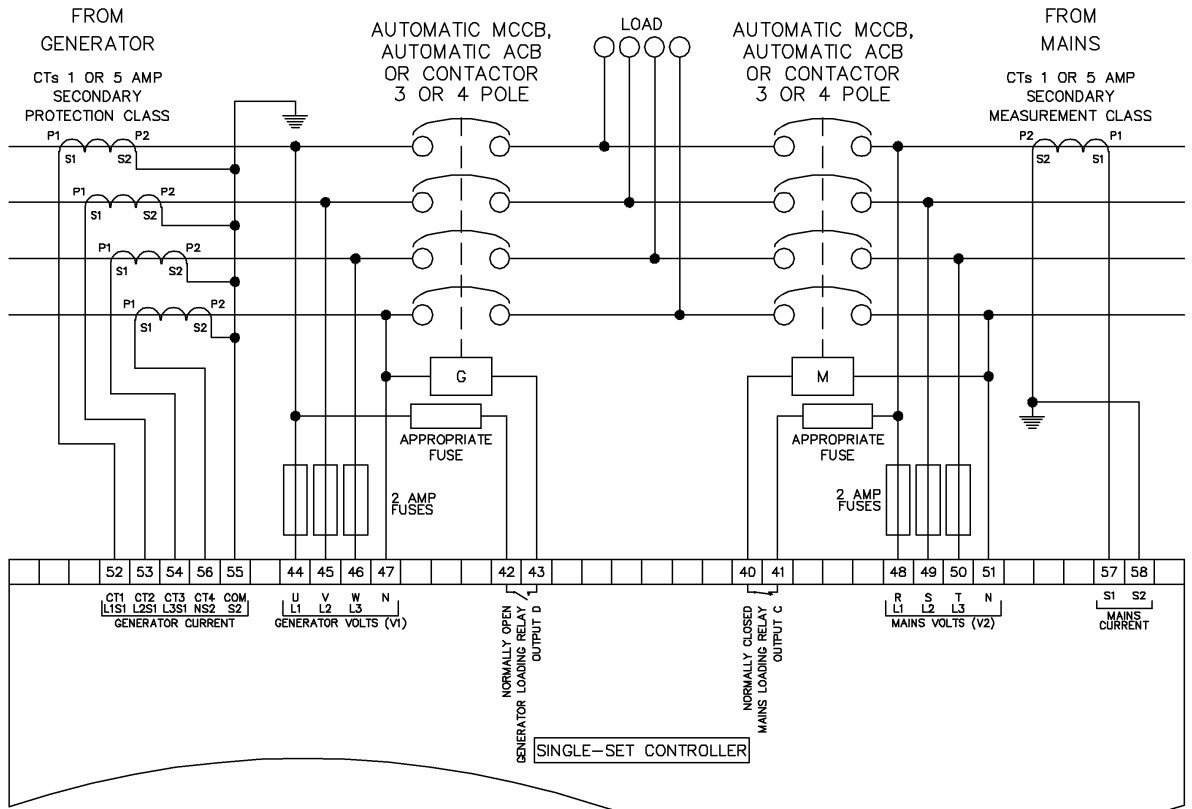 FROM
GENERATOR
CTs 1 OR 5 AMP
SECONDARY
PROTECTION CLASS
AUTOMATIC MCCB,
AUTOMATIC ACB
OR CONTACTOR
3 OR 4 POLE
LOAD
AUTOMATIC MCCB,
AUTOMATIC ACB
OR CONTACTOR
3 OR 4 POLE
FROM
MAINS
CTs 1 OR 5 AMP
SECONDARY
MEASUREMENT CLASS
P1 P2
S1 S2
P1 P2
S1 S2
P1 P2
S1 S2
P1 P2
S1 S2
P2 P1
S2 S1
G
M
APPROPRIATE
FUSE
APPROPRIATE
FUSE
2 AMP
FUSES
2 AMP
FUSES
52 53 54 56 55 44 45 46 47 42 43 40 41 48 49 50 51 57 58
CT1 CT2 CT3 CT4 COM
L1S1 L2S1 L3S1 NS2 S2
GENERATOR CURRENT
U V W N
L1 L2 L3
GENERATOR VOLTS (V1)
NORMALLY OPEN
GENERATOR LOADING RELAY
OUTPUT D
NORMALLY CLOSED
MAINS LOADING RELAY
OUTPUT C
R S T N
L1 L2 L3
MAINS VOLTS (V2)
S1 S2
MAINS
CURRENT
SINGLE-SET CONTROLLER